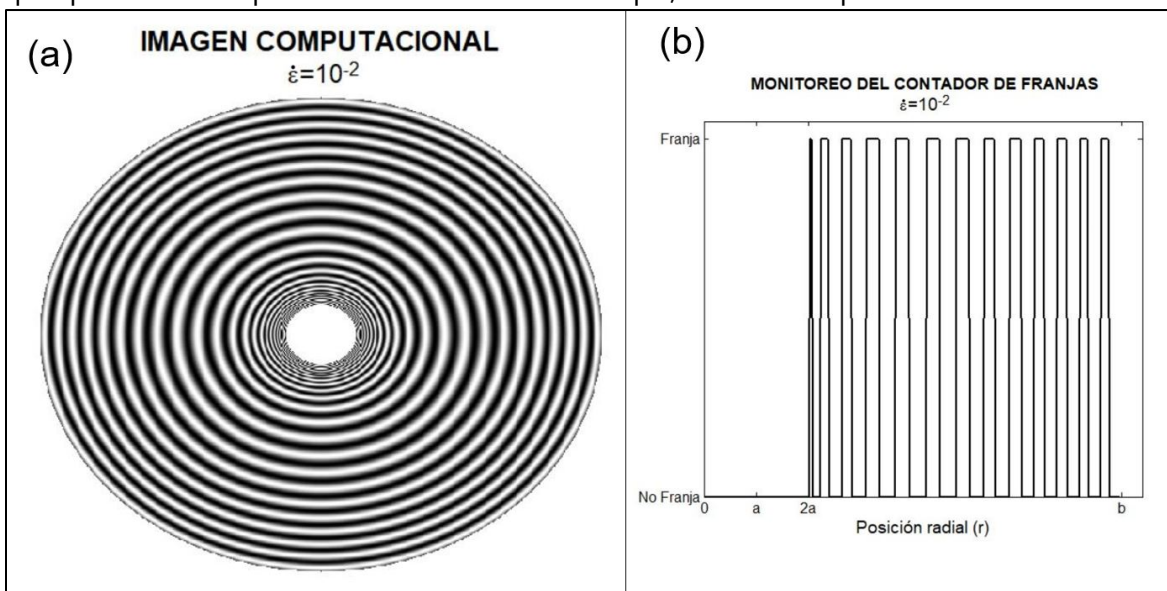 (a)
IMAGEN COMPUTACIONAL
ε̇=10⁻²
(b)
MONITOREO DEL CONTADOR DE FRANJAS
ε̇=10⁻²
Franja
No Franja
0 a 2a b
Posición radial (r)